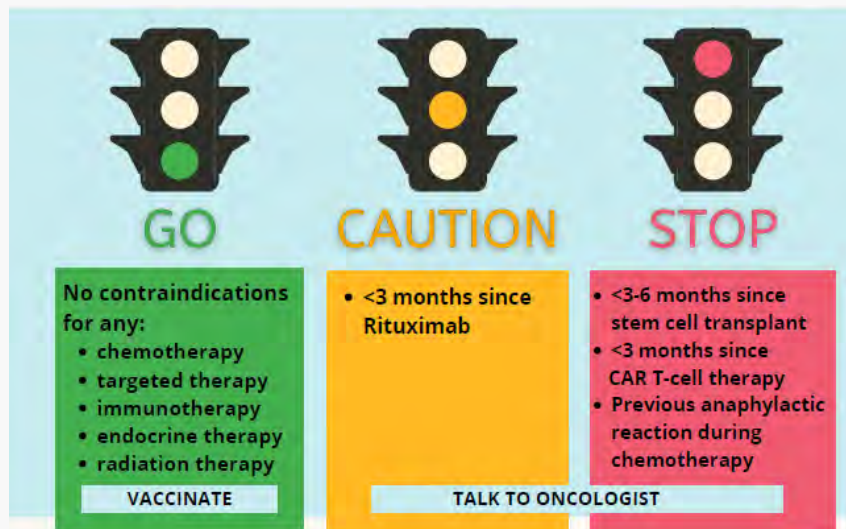 GO
No contraindications
for any:
• chemotherapy
• targeted therapy
• immunotherapy
• endocrine therapy
• radiation therapy
VACCINATE
CAUTION
• <3 months since
Rituximab
STOP
• <3-6 months since
stem cell transplant
• <3 months since
CAR T-cell therapy
• Previous anaphylactic
reaction during
chemotherapy
TALK TO ONCOLOGIST